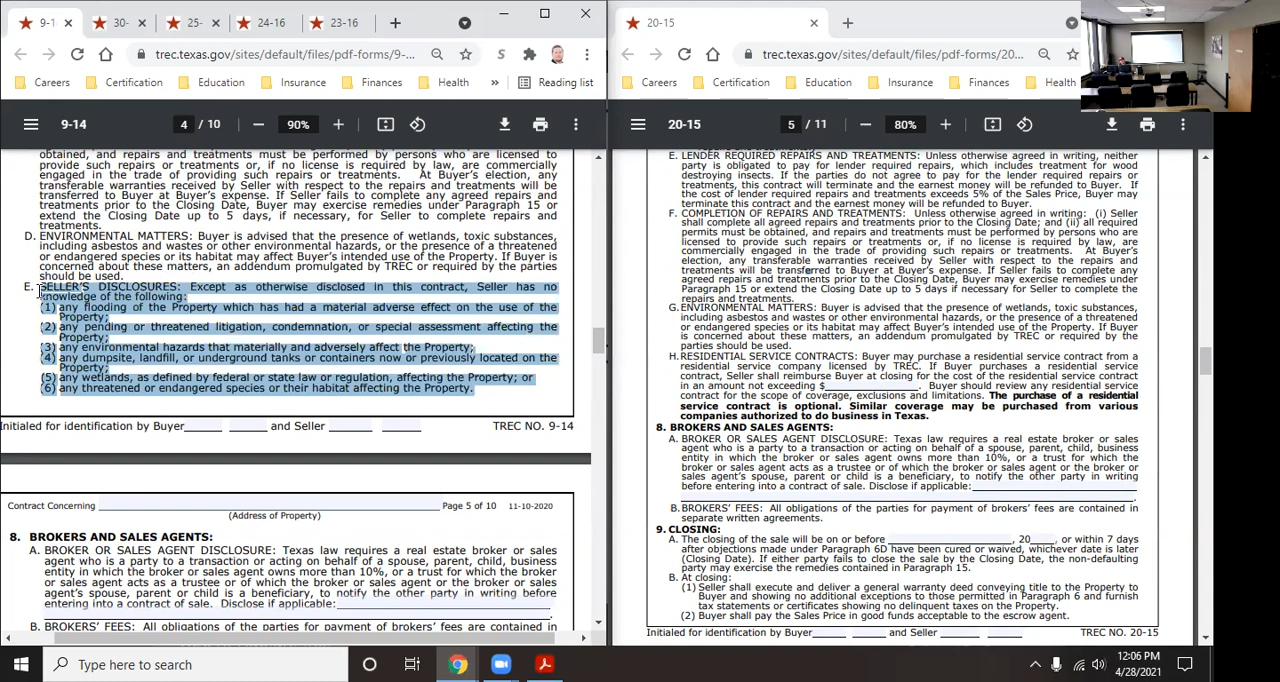 9-1
30-
25-
24-16
23-16
trec.texas.gov/sites/default/files/pdf-forms/9-...
S
Careers
Certification
Education
Insurance
Finances
Health
»
Reading list
9-14
4 / 10
90%
obtained, and repairs and treatments must be performed by persons who are licensed to
provide such repairs or treatments or, if no license is required by law, are commercially
engaged in the trade of providing such repairs or treatments. At Buyer's election, any
transferable warranties received by Seller with respect to the repairs and treatments will be
transferred to Buyer at Buyer's expense. If Seller fails to complete any agreed repairs and
treatments prior to the Closing Date, Buyer may exercise remedies under Paragraph 15 or
extend the Closing Date up to 5 days, if necessary, for Seller to complete repairs and
treatments.
D. ENVIRONMENTAL MATTERS: Buyer is advised that the presence of wetlands, toxic substances,
including asbestos and wastes or other environmental hazards, or the presence of a threatened
or endangered species or its habitat may affect Buyer's intended use of the Property. If Buyer is
concerned about these matters, an addendum promulgated by TREC or required by the parties
should be used.
E. SELLER'S DISCLOSURES: Except as otherwise disclosed in this contract, Seller has no
knowledge of the following:
(1) any flooding of the Property which has had a material adverse effect on the use of the
Property;
(2) any pending or threatened litigation, condemnation, or special assessment affecting the
Property;
(3) any environmental hazards that materially and adversely affect the Property;
(4) any dumpsite, landfill, or underground tanks or containers now or previously located on the
Property;
(5) any wetlands, as defined by federal or state law or regulation, affecting the Property; or
(6) any threatened or endangered species or their habitat affecting the Property.
Initialed for identification by Buyer_____ _____ and Seller _____ _____ TREC NO. 9-14
Contract Concerning Page 5 of 10 11-10-2020
(Address of Property)
8. BROKERS AND SALES AGENTS:
A. BROKER OR SALES AGENT DISCLOSURE: Texas law requires a real estate broker or sales
agent who is a party to a transaction or acting on behalf of a spouse, parent, child, business
entity in which the broker or sales agent owns more than 10%, or a trust for which the broker
or sales agent acts as a trustee or of which the broker or sales agent or the broker or sales
agent's spouse, parent or child is a beneficiary, to notify the other party in writing before
entering into a contract of sale. Disclose if applicable:
B. BROKERS' FEES: All obligations of the parties for payment of brokers' fees are contained in
20-15
trec.texas.gov/sites/default/files/pdf-forms/20...
Careers
Certification
Education
Insurance
Finances
Health
20-15
5 / 11
80%
E. LENDER REQUIRED REPAIRS AND TREATMENTS: Unless otherwise agreed in writing, neither
party is obligated to pay for lender required repairs, which includes treatment for wood
destroying insects. If the parties do not agree to pay for the lender required repairs or
treatments, this contract will terminate and the earnest money will be refunded to Buyer. If
the cost of lender required repairs and treatments exceeds 5% of the Sales Price, Buyer may
terminate this contract and the earnest money will be refunded to Buyer.
F. COMPLETION OF REPAIRS AND TREATMENTS: Unless otherwise agreed in writing: (i) Seller
shall complete all agreed repairs and treatments prior to the Closing Date; and (ii) all required
permits must be obtained, and repairs and treatments must be performed by persons who are
licensed to provide such repairs or treatments or, if no license is required by law, are
commercially engaged in the trade of providing such repairs or treatments. At Buyer's
election, any transferable warranties received by Seller with respect to the repairs and
treatments will be transferred to Buyer at Buyer's expense. If Seller fails to complete any
agreed repairs and treatments prior to the Closing Date, Buyer may exercise remedies under
Paragraph 15 or extend the Closing Date up to 5 days if necessary for Seller to complete the
repairs and treatments.
G. ENVIRONMENTAL MATTERS: Buyer is advised that the presence of wetlands, toxic substances,
including asbestos and wastes or other environmental hazards, or the presence of a threatened
or endangered species or its habitat may affect Buyer's intended use of the Property. If Buyer
is concerned about these matters, an addendum promulgated by TREC or required by the
parties should be used.
H. RESIDENTIAL SERVICE CONTRACTS: Buyer may purchase a residential service contract from a
residential service company licensed by TREC. If Buyer purchases a residential service
contract, Seller shall reimburse Buyer at closing for the cost of the residential service contract
in an amount not exceeding $ . Buyer should review any residential service
contract for the scope of coverage, exclusions and limitations. The purchase of a residential
service contract is optional. Similar coverage may be purchased from various
companies authorized to do business in Texas.
8. BROKERS AND SALES AGENTS:
A. BROKER OR SALES AGENT DISCLOSURE: Texas law requires a real estate broker or sales
agent who is a party to a transaction or acting on behalf of a spouse, parent, child, business
entity in which the broker or sales agent owns more than 10%, or a trust for which the
broker or sales agent acts as a trustee or of which the broker or sales agent or the broker or
sales agent's spouse, parent or child is a beneficiary, to notify the other party in writing
before entering into a contract of sale. Disclose if applicable:
B. BROKERS' FEES: All obligations of the parties for payment of brokers' fees are contained in
separate written agreements.
9. CLOSING:
A. The closing of the sale will be on or before , 20 , or within 7 days
after objections made under Paragraph 6D have been cured or waived, whichever date is later
(Closing Date). If either party fails to close the sale by the Closing Date, the non-defaulting
party may exercise the remedies contained in Paragraph 15.
B. At closing:
(1) Seller shall execute and deliver a general warranty deed conveying title to the Property to
Buyer and showing no additional exceptions to those permitted in Paragraph 6 and furnish
tax statements or certificates showing no delinquent taxes on the Property.
(2) Buyer shall pay the Sales Price in good funds acceptable to the escrow agent.
Initialed for identification by Buyer_____ _____ and Seller _____ _____ TREC NO. 20-15
Type here to search
12:06 PM
4/28/2021